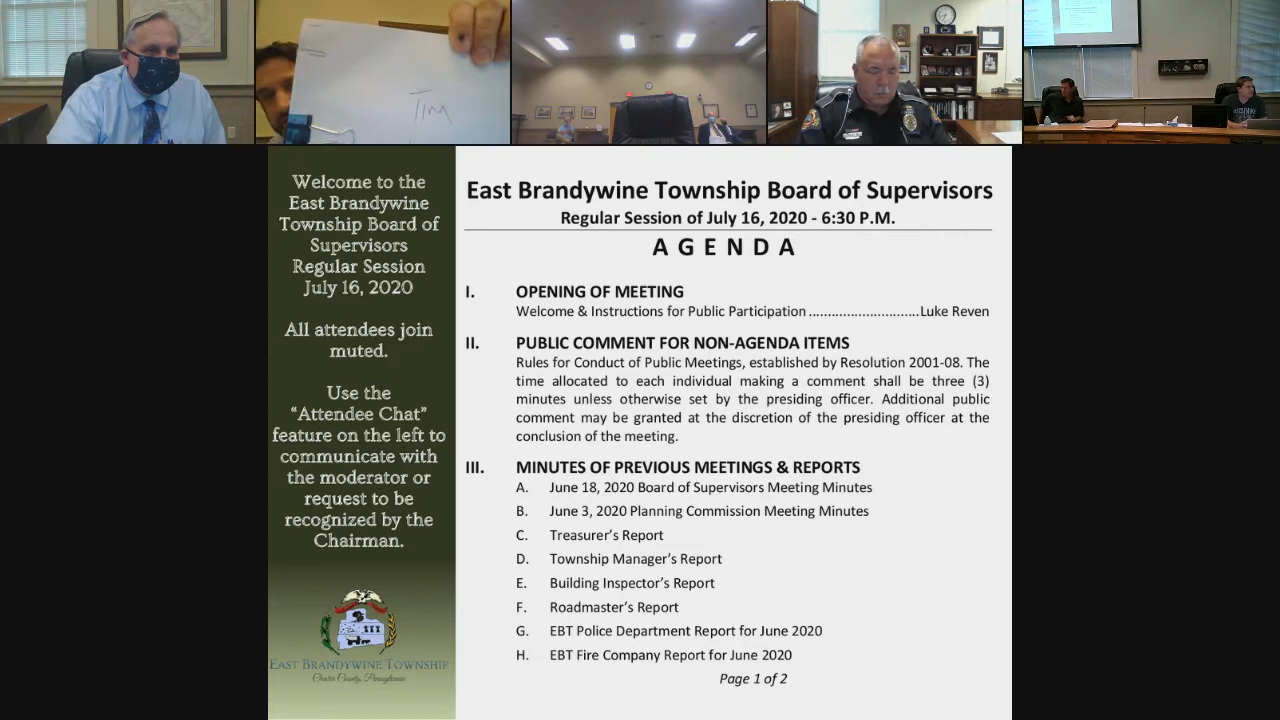 Tim
Welcome to the
East Brandywine
Township Board of
Supervisors
Regular Session
July 16, 2020
All attendees join
muted.
Use the
“Attendee Chat”
feature on the left to
communicate with
the moderator or
request to be
recognized by the
Chairman.
EAST BRANDYWINE TOWNSHIP
Chester County, Pennsylvania
East Brandywine Township Board of Supervisors
Regular Session of July 16, 2020 - 6:30 P.M.
A G E N D A
I. OPENING OF MEETING
Welcome & Instructions for Public Participation ............................Luke Reven
II. PUBLIC COMMENT FOR NON-AGENDA ITEMS
Rules for Conduct of Public Meetings, established by Resolution 2001-08. The
time allocated to each individual making a comment shall be three (3)
minutes unless otherwise set by the presiding officer. Additional public
comment may be granted at the discretion of the presiding officer at the
conclusion of the meeting.
III. MINUTES OF PREVIOUS MEETINGS & REPORTS
A. June 18, 2020 Board of Supervisors Meeting Minutes
B. June 3, 2020 Planning Commission Meeting Minutes
C. Treasurer’s Report
D. Township Manager’s Report
E. Building Inspector’s Report
F. Roadmaster’s Report
G. EBT Police Department Report for June 2020
H. EBT Fire Company Report for June 2020
Page 1 of 2